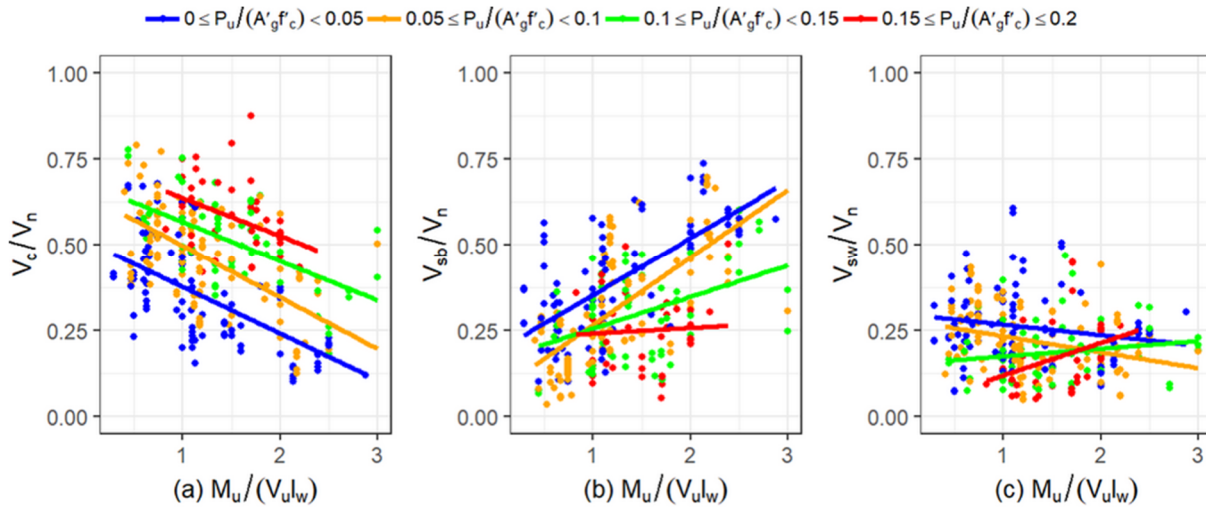 0 ≤ Pu/(A'gf'c) < 0.05 0.05 ≤ Pu/(A'gf'c) < 0.1 0.1 ≤ Pu/(A'gf'c) < 0.15 0.15 ≤ Pu/(A'gf'c) ≤ 0.2
Vc/Vn
1.00
0.75
0.50
0.25
0.00
1 2 3
(a) Mu/(Vulw)
Vsb/Vn
1.00
0.75
0.50
0.25
0.00
1 2 3
(b) Mu/(Vulw)
Vsw/Vn
1.00
0.75
0.50
0.25
0.00
1 2 3
(c) Mu/(Vulw)